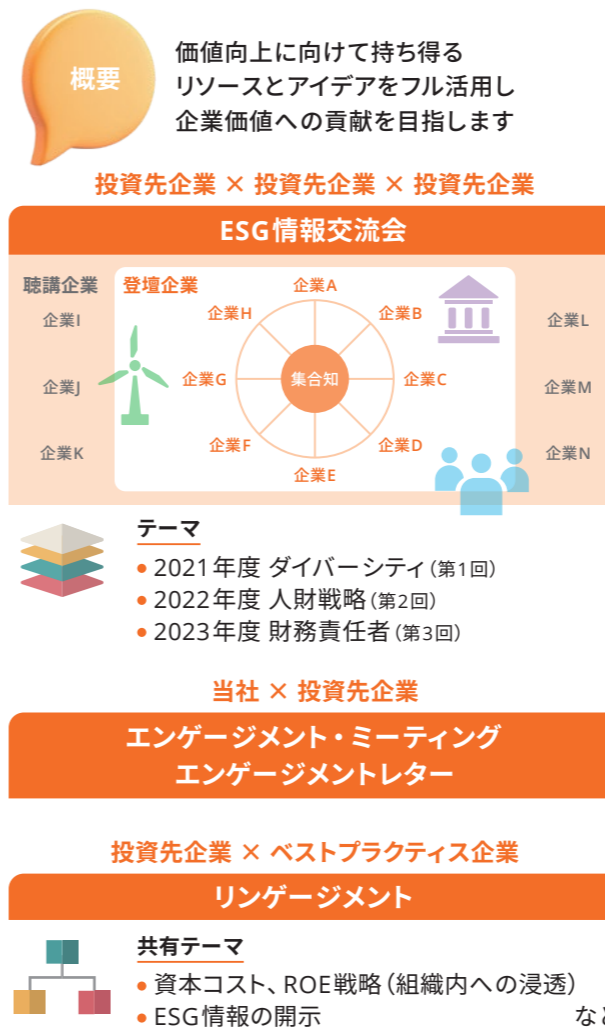 概要
価値向上に向けて持ち得る
リソースとアイデアをフル活用し
企業価値への貢献を目指します
投資先企業 × 投資先企業 × 投資先企業
ESG情報交流会
聴講企業
登壇企業
企業A
企業I
企業H
企業B
企業L
企業J
企業G
集合知
企業C
企業M
企業K
企業F
企業D
企業N
企業E
テーマ
• 2021年度 ダイバーシティ(第1回)
• 2022年度 人財戦略(第2回)
• 2023年度 財務責任者(第3回)
当社 × 投資先企業
エンゲージメント・ミーティング
エンゲージメントレター
投資先企業 × ベストプラクティス企業
リンゲージメント
共有テーマ
• 資本コスト、ROE戦略(組織内への浸透)
• ESG情報の開示 など